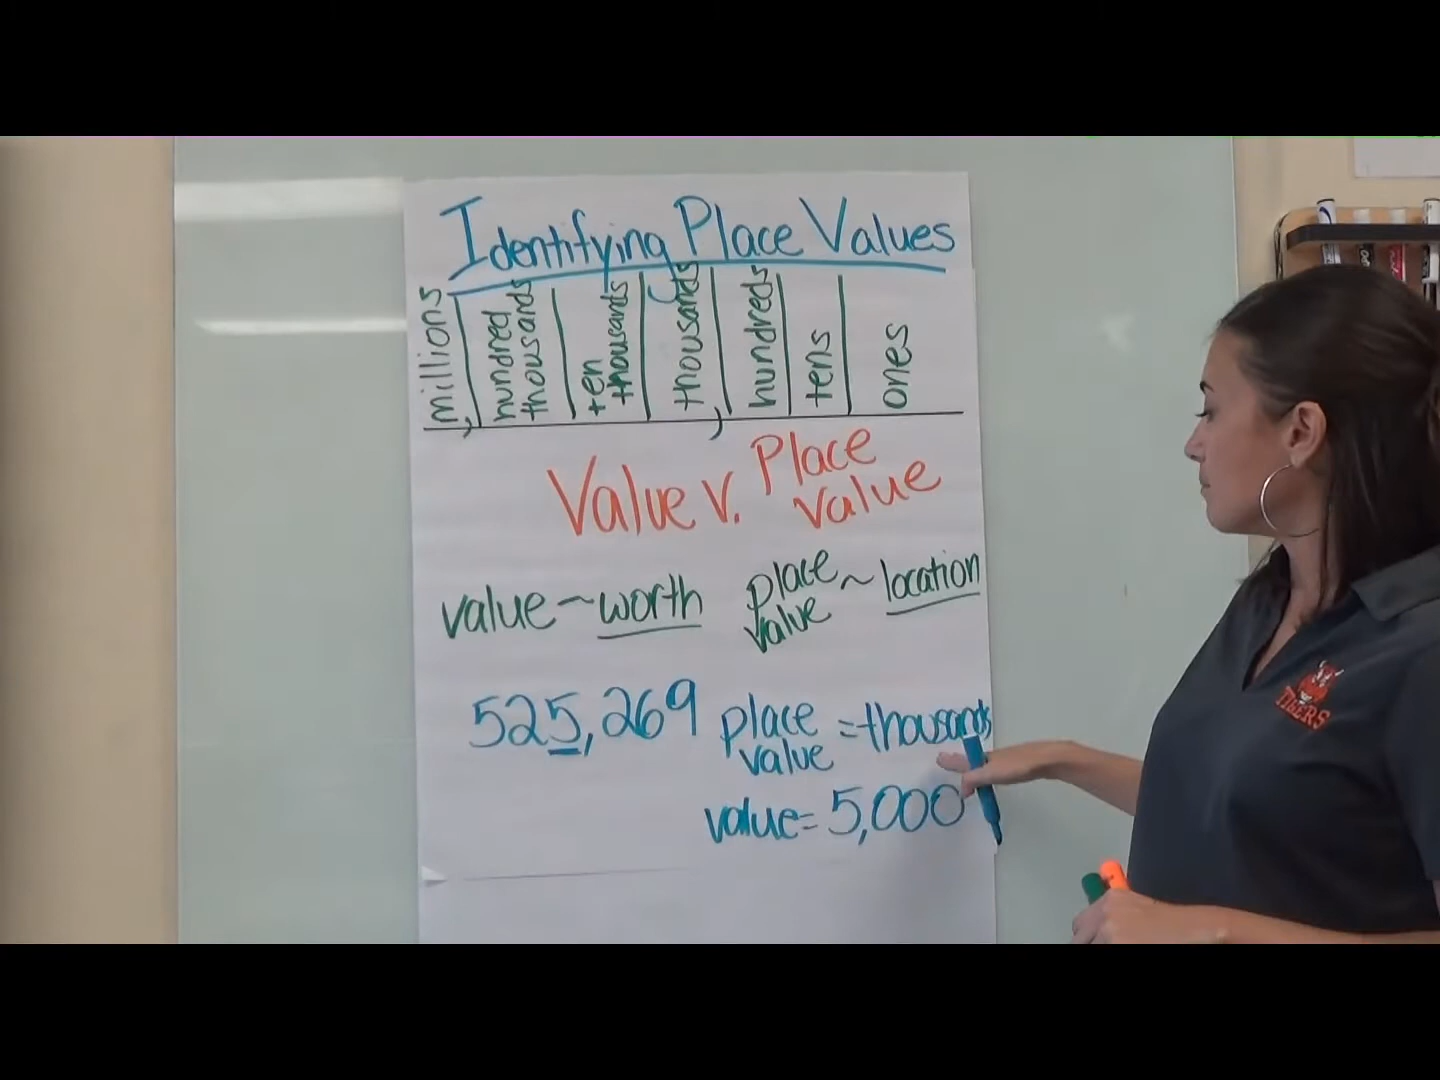 Identifying Place Values
millions
hundred
thousands
ten
thousands
thousands
hundreds
tens
ones
Value v. Place
value
value ~ worth
place
value ~ location
525,269
place
value = thousands
value = 5,000
TIGERS
EXPO